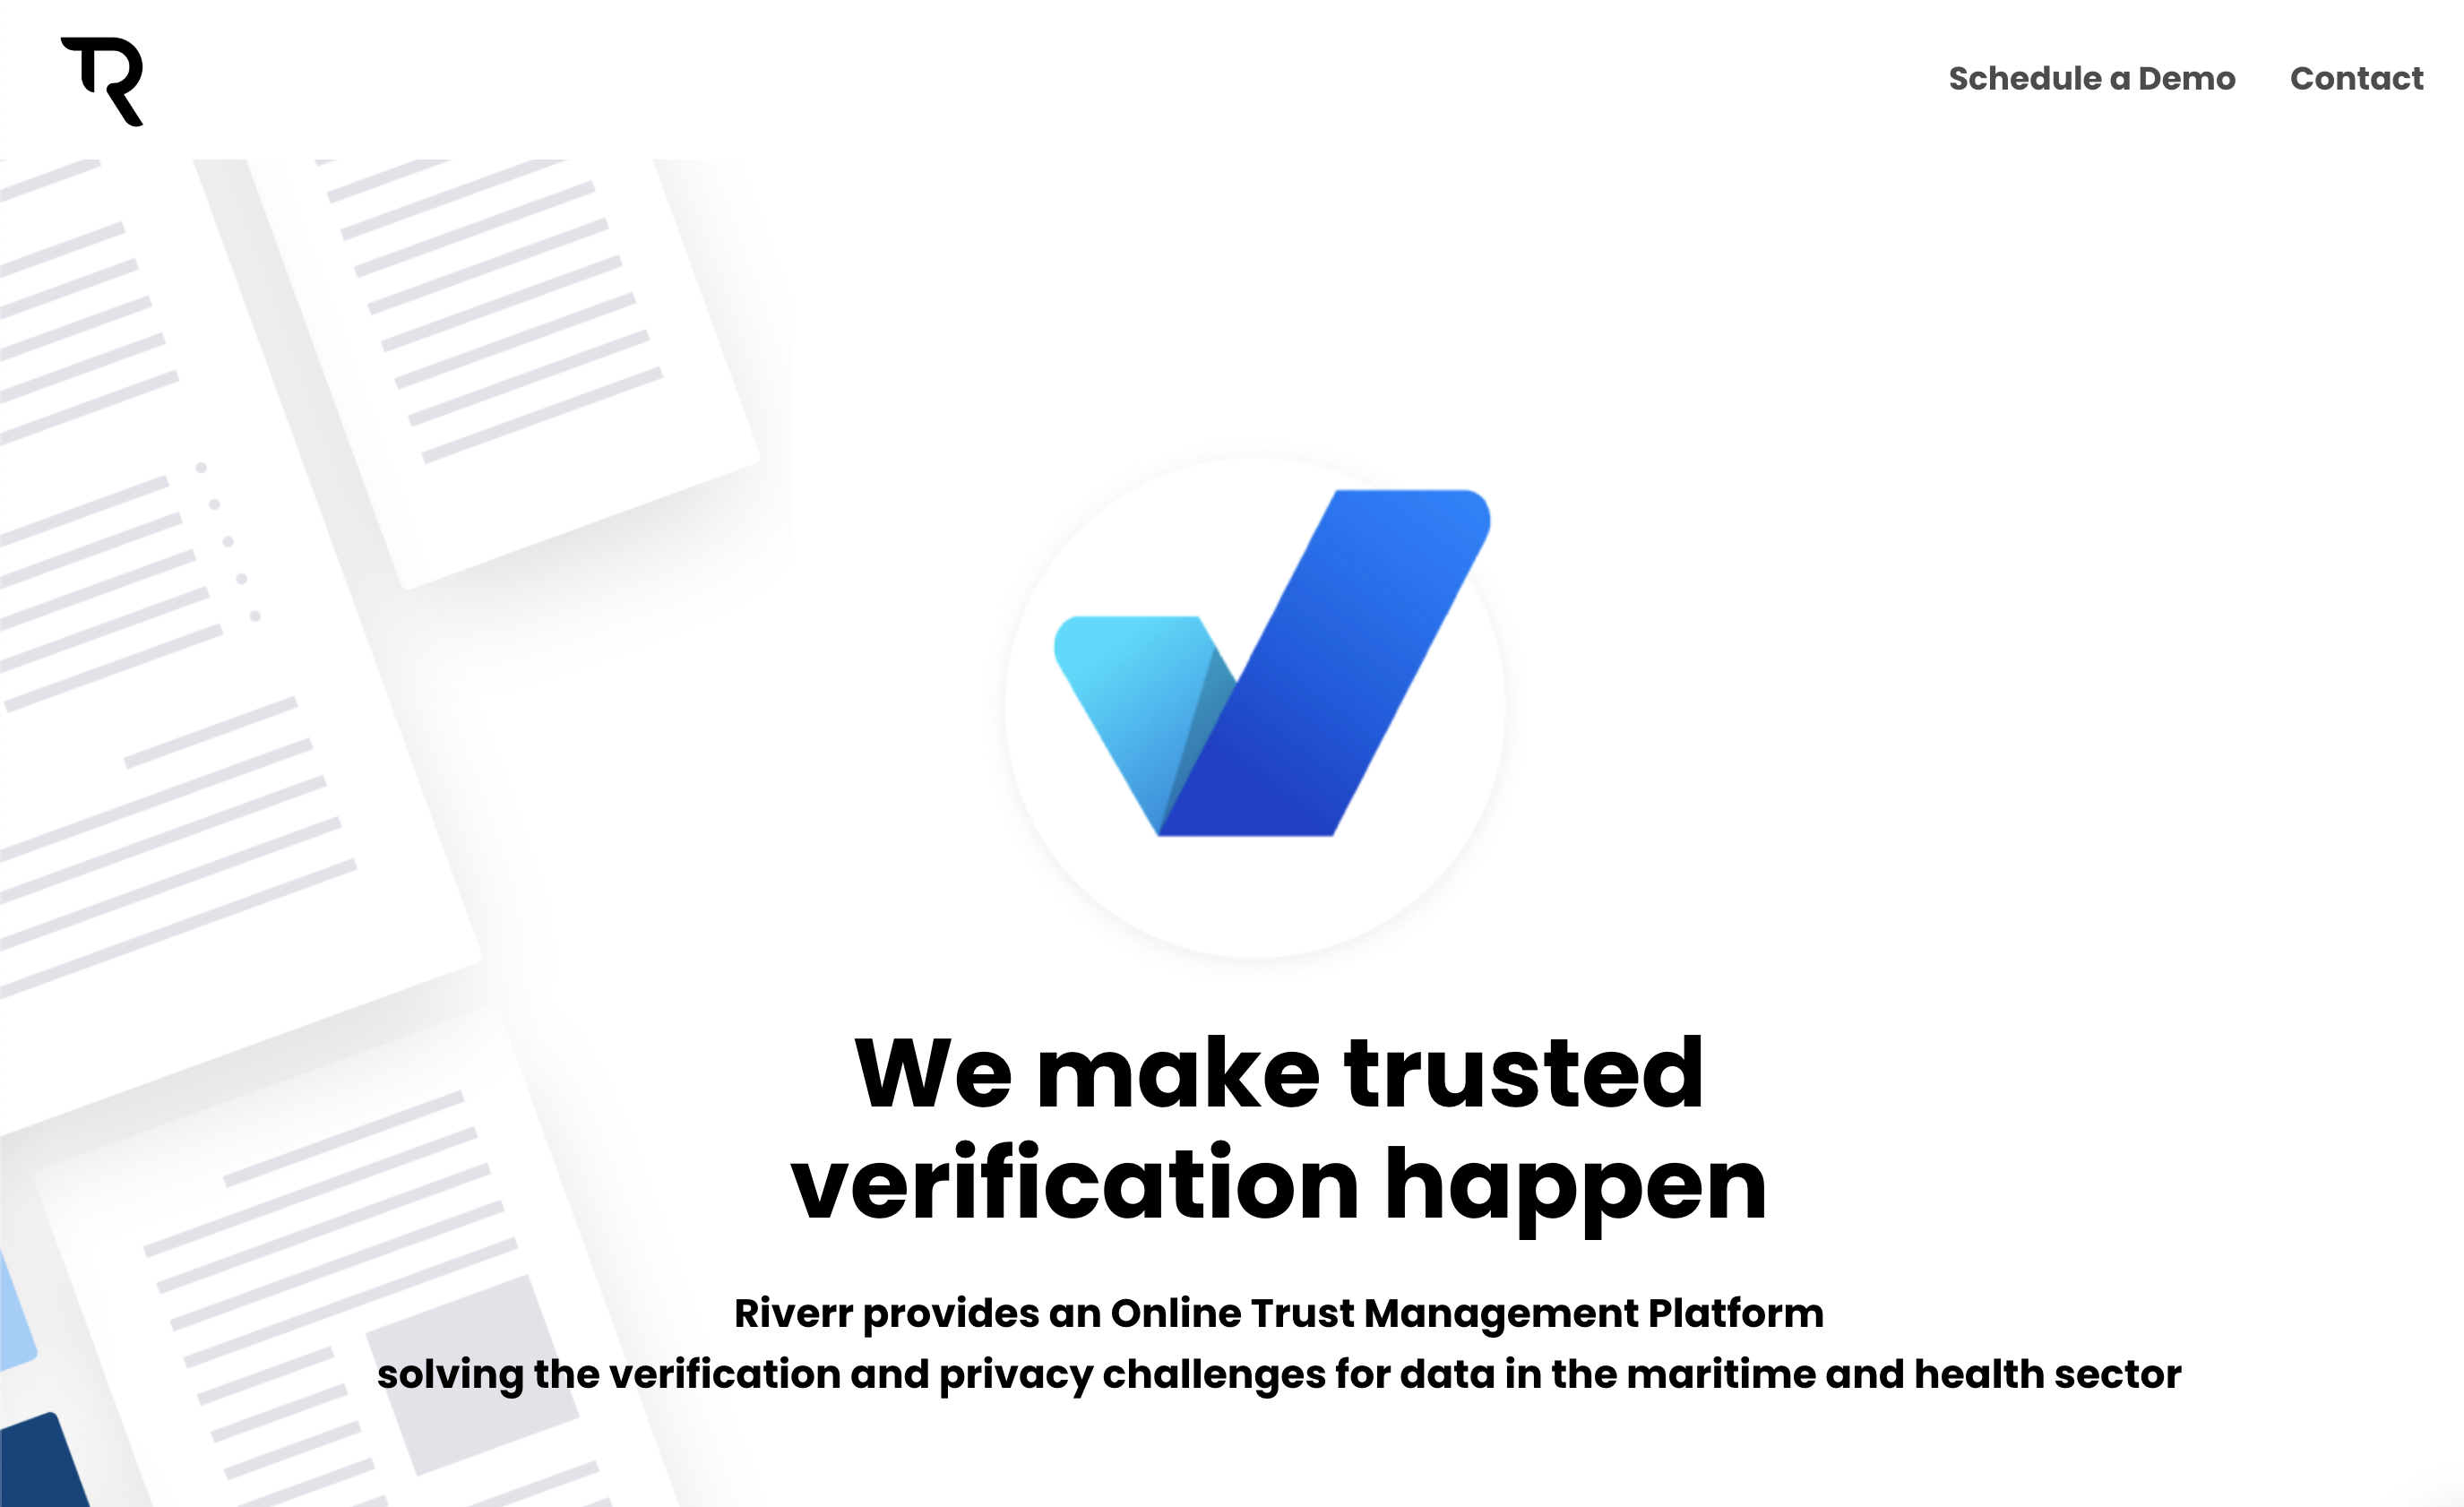 Schedule a Demo
Contact
We make trusted
verification happen
Riverr provides an Online Trust Management Platform
solving the verification and privacy challenges for data in the maritime and health sector